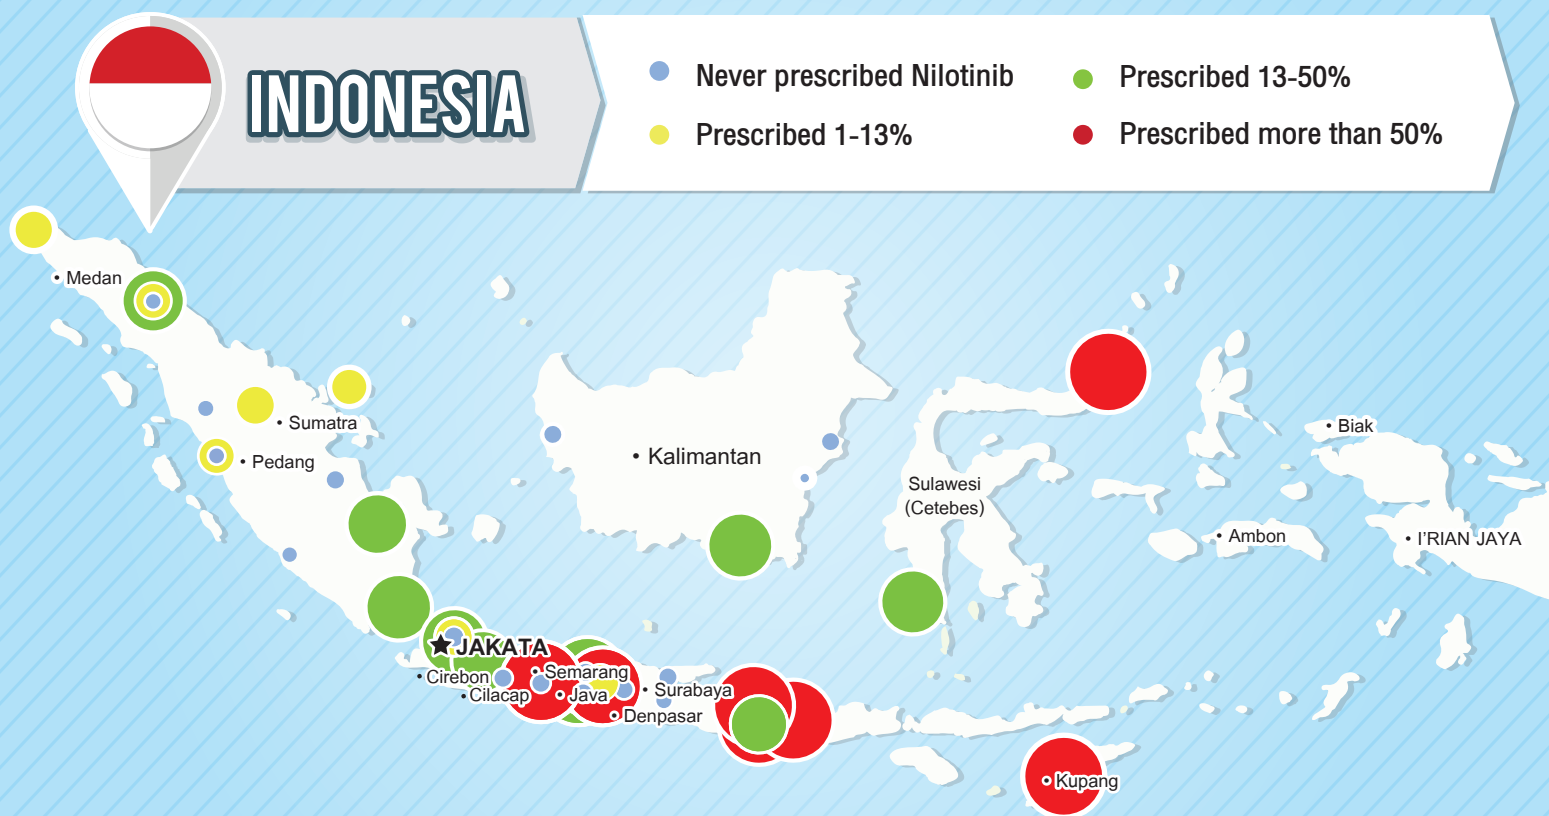 INDONESIA
Never prescribed Nilotinib
Prescribed 13-50%
Prescribed 1-13%
Prescribed more than 50%
Medan
Sumatra
Biak
Pedang
Kalimantan
Sulawesi
(Cetebes)
Ambon
I'RIAN JAYA
JAKATA
Semarang
Cirebon
Surabaya
Cilacap
Java
Denpasar
Kupang